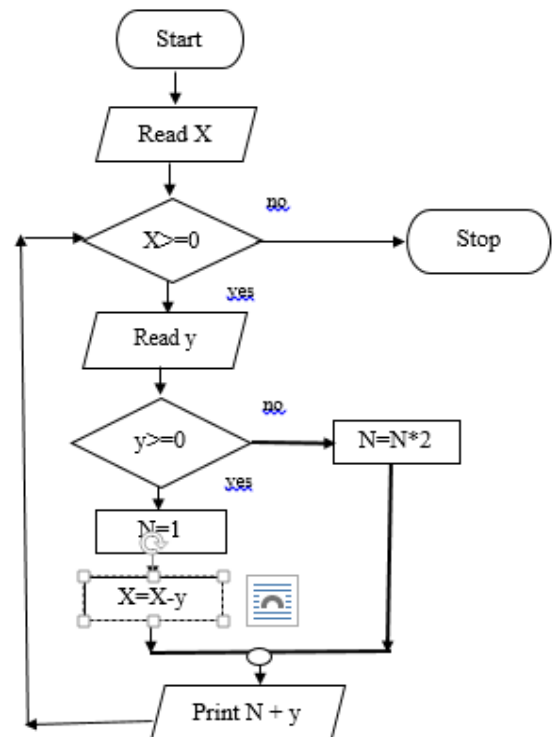 Start
Read X
no
X>=0
Stop
yes
Read y
no
y>=0
N=N*2
yes
N=1
X=X-y
Print N + y